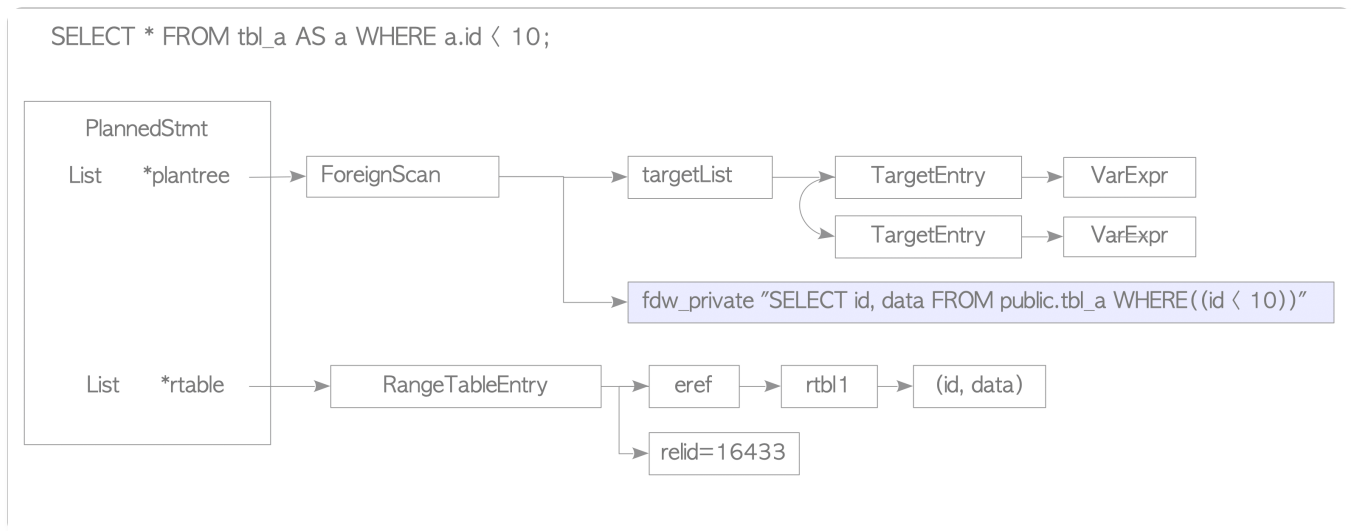 SELECT * FROM tbl_a AS a WHERE a.id < 10;
PlannedStmt
List *plantree
ForeignScan
targetList
TargetEntry
VarExpr
TargetEntry
VarExpr
fdw_private "SELECT id, data FROM public.tbl_a WHERE((id < 10))"
List *rtable
RangeTableEntry
eref
rtbl1
(id, data)
relid=16433